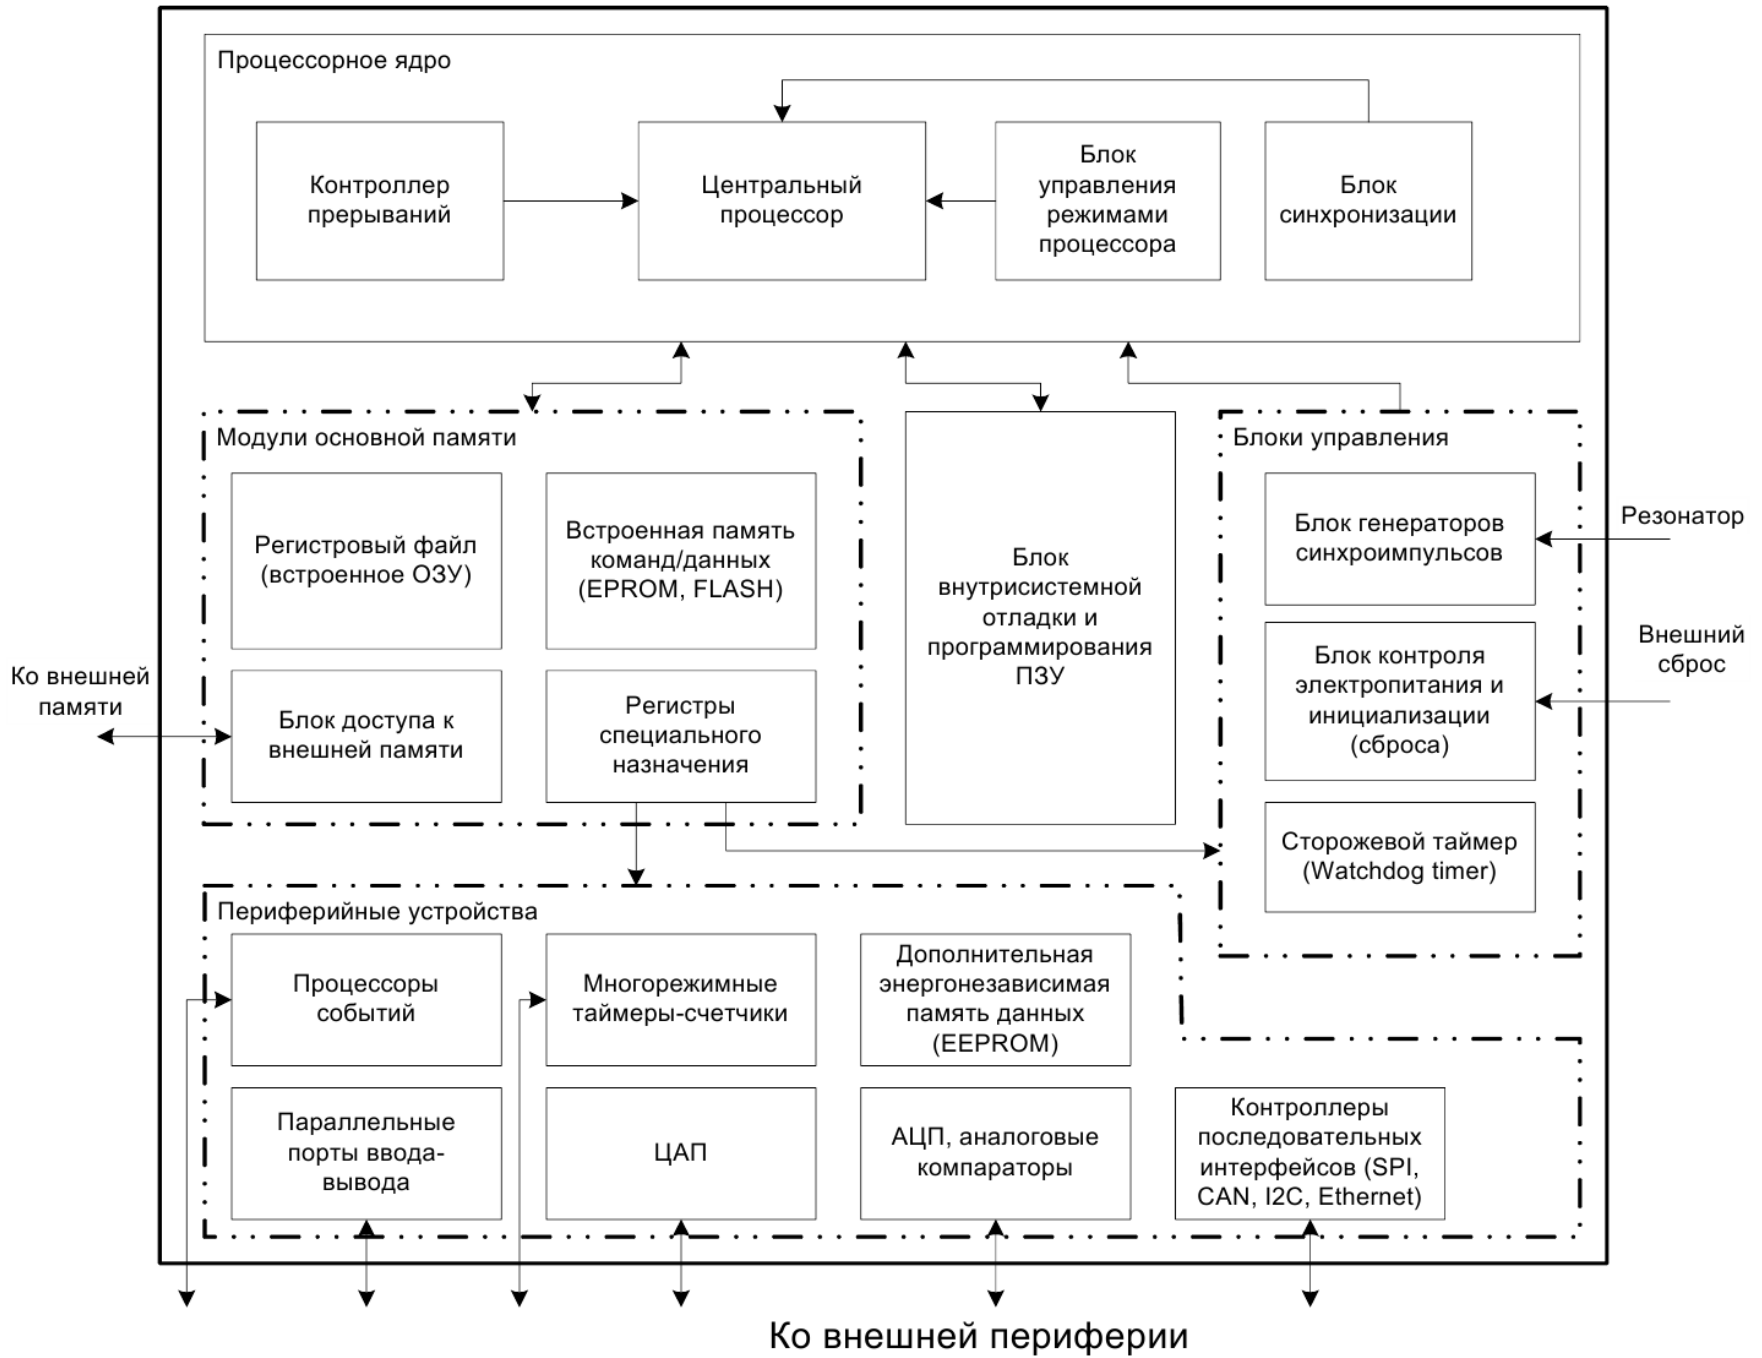 Процессорное ядро
Контроллер
прерываний
Центральный
процессор
Блок
управления
режимами
процессора
Блок
синхронизации
Модули основной памяти
Регистровый файл
(встроенное ОЗУ)
Встроенная память
команд/данных
(EPROM, FLASH)
Ко внешней
памяти
Блок доступа к
внешней памяти
Регистры
специального
назначения
Блок
внутрисистемной
отладки и
программирования
ПЗУ
Блоки управления
Блок генераторов
синхроимпульсов
Резонатор
Блок контроля
электропитания и
инициализации
(сброса)
Внешний
сброс
Сторожевой таймер
(Watchdog timer)
Периферийные устройства
Процессоры
событий
Многорежимные
таймеры-счетчики
Дополнительная
энергонезависимая
память данных
(EEPROM)
Параллельные
порты ввода-
вывода
ЦАП
АЦП, аналоговые
компараторы
Контроллеры
последовательных
интерфейсов (SPI,
CAN, I2C, Ethernet)
Ко внешней периферии